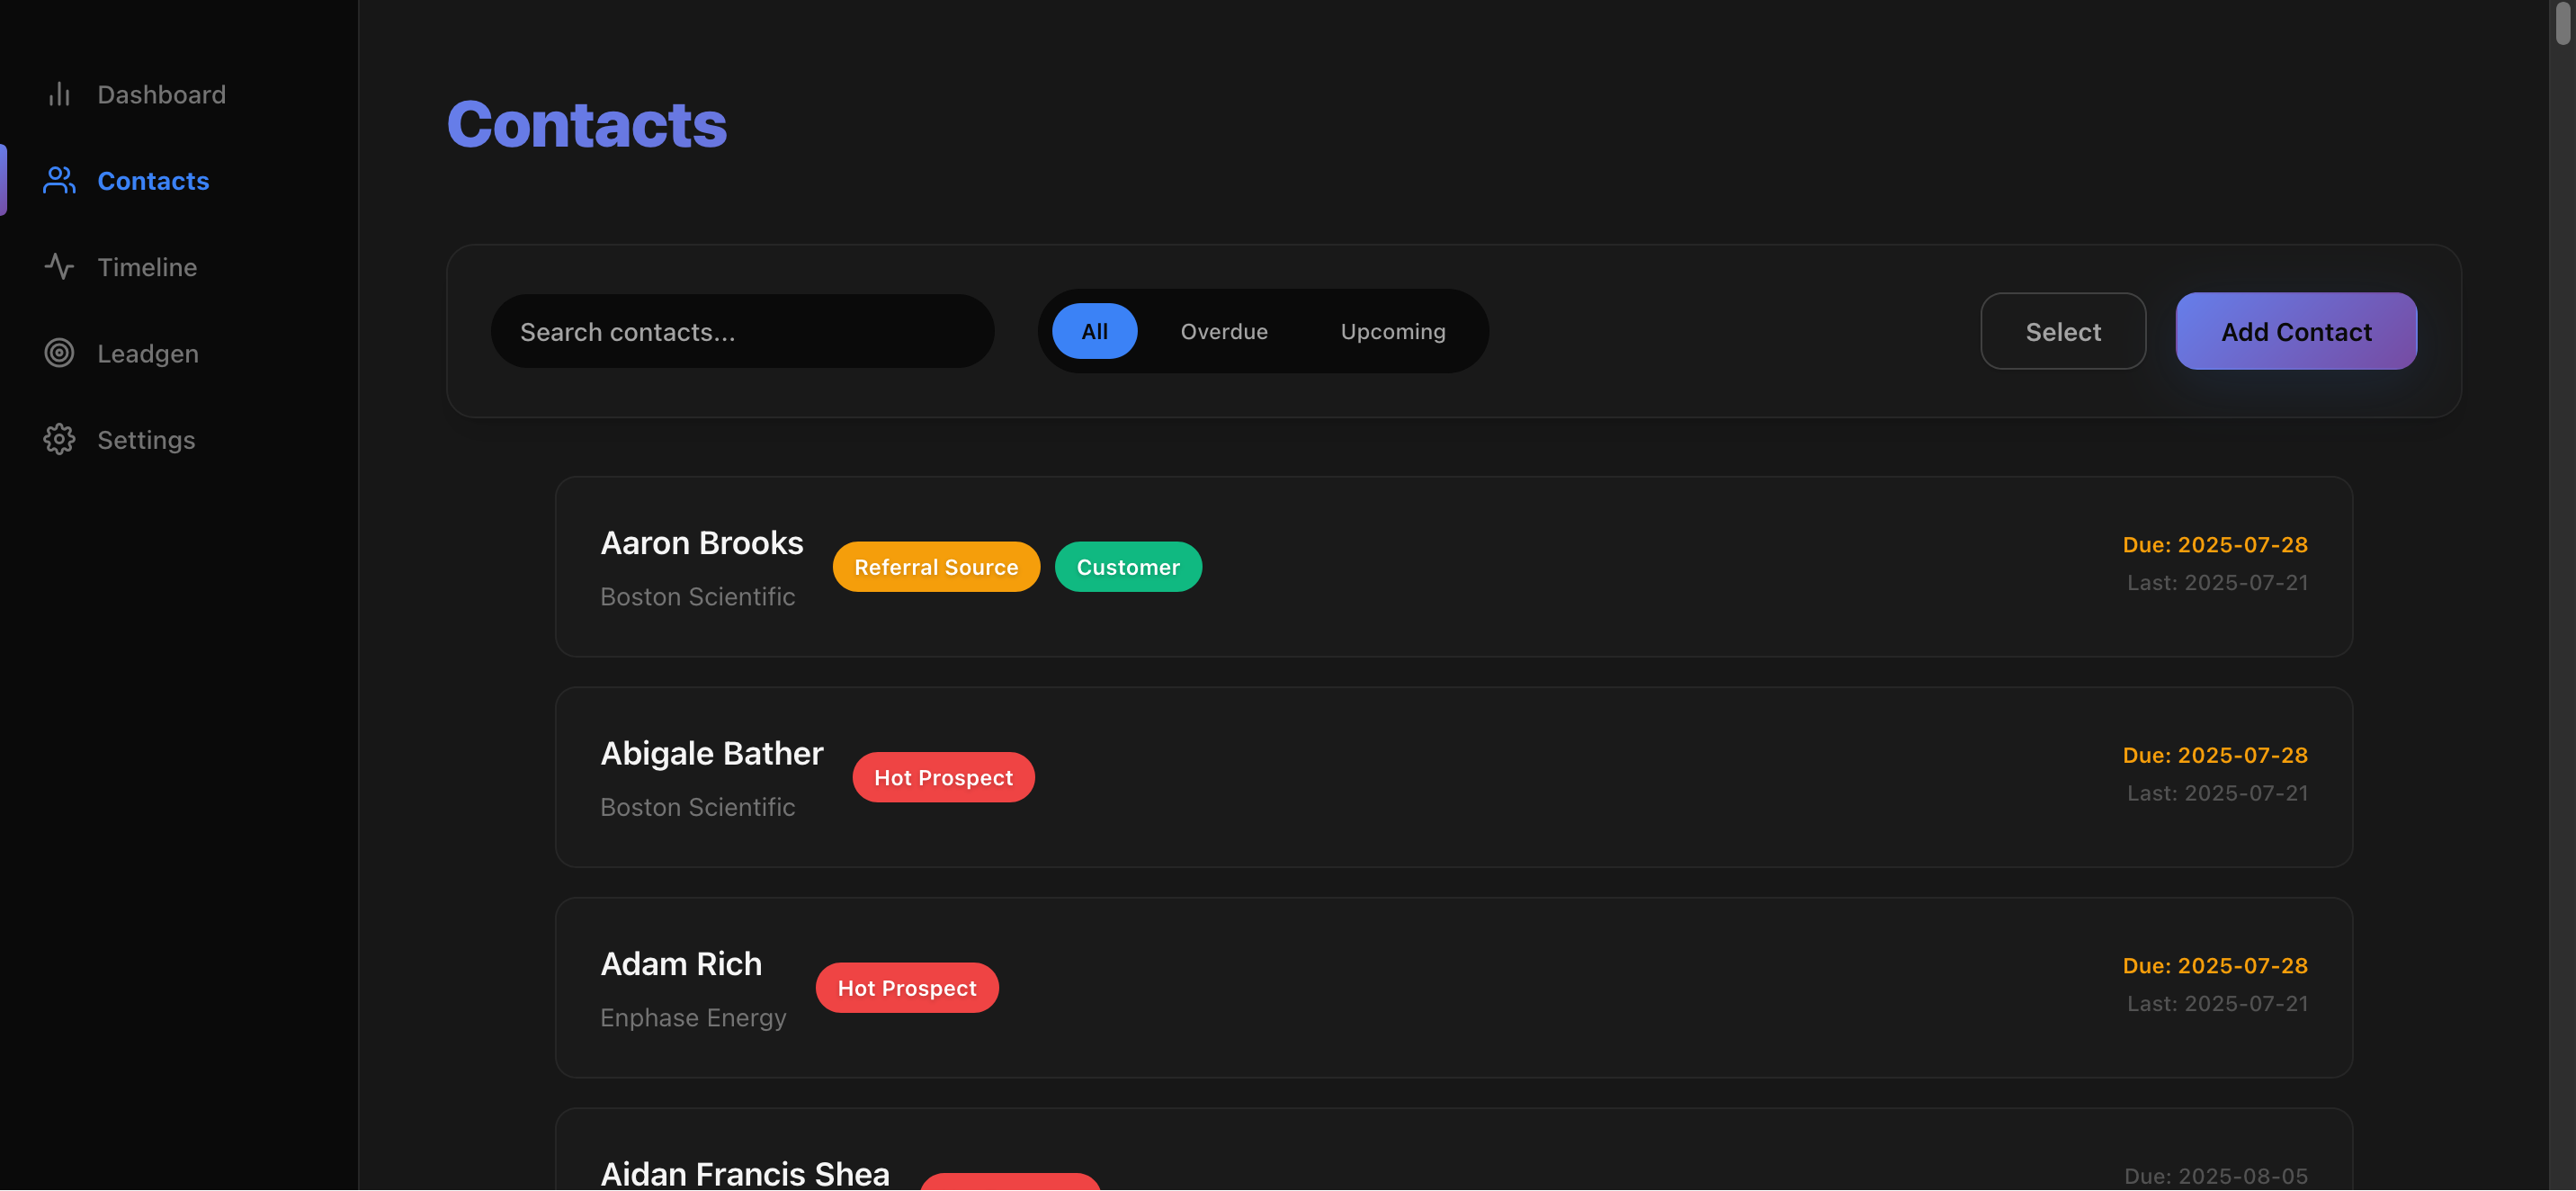 Dashboard
Contacts
Timeline
Leadgen
Settings
Contacts
Search contacts...
All
Overdue
Upcoming
Select
Add Contact
Aaron Brooks
Boston Scientific
Referral Source
Customer
Due: 2025-07-28
Last: 2025-07-21
Abigale Bather
Boston Scientific
Hot Prospect
Due: 2025-07-28
Last: 2025-07-21
Adam Rich
Enphase Energy
Hot Prospect
Due: 2025-07-28
Last: 2025-07-21
Aidan Francis Shea
Due: 2025-08-05